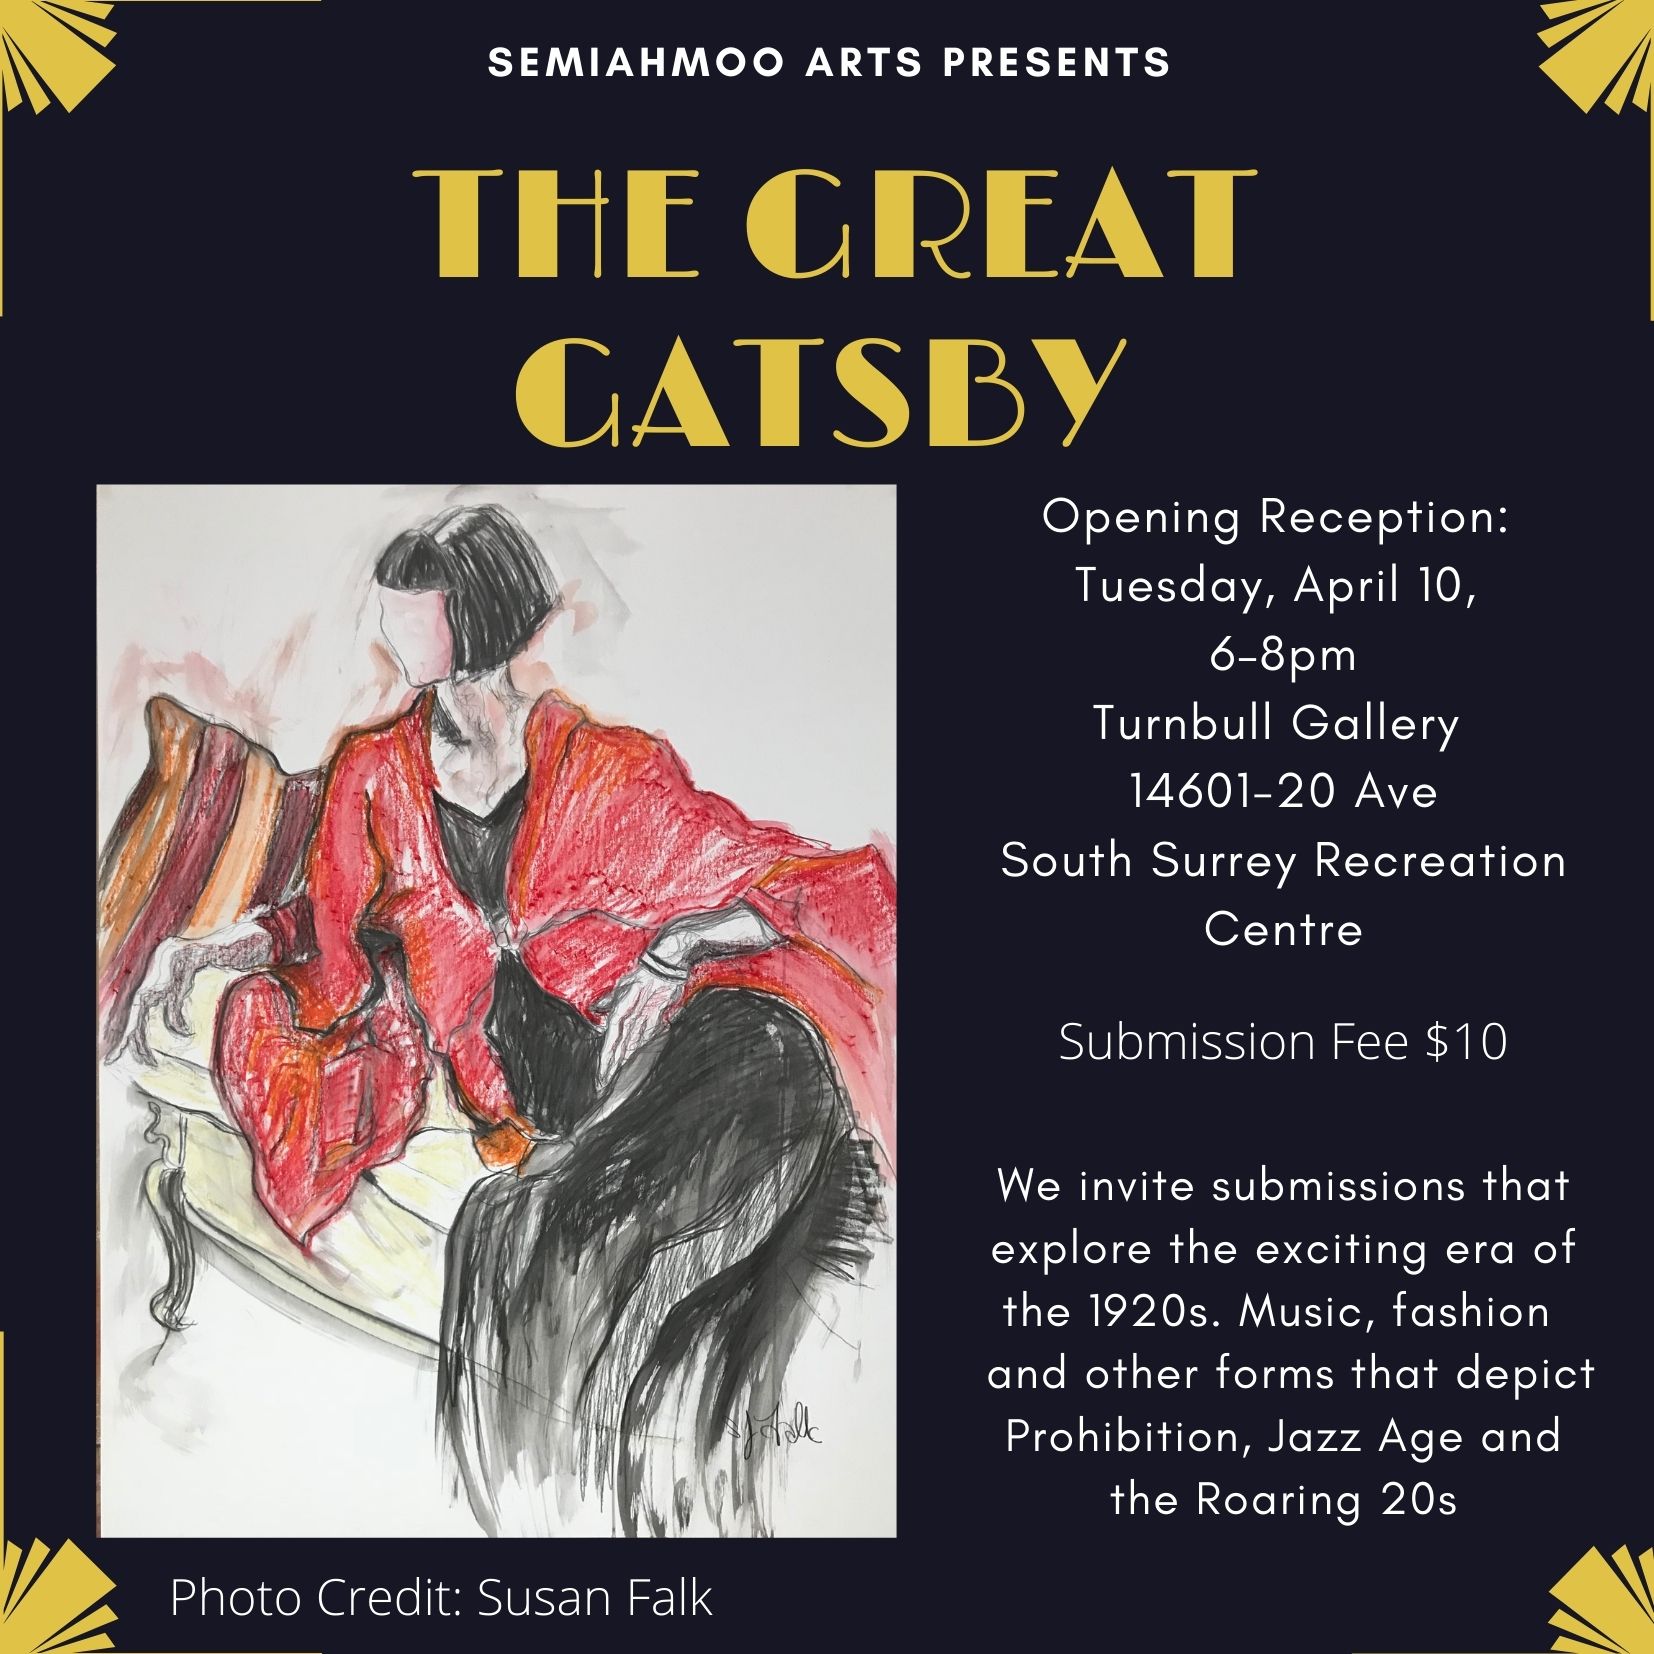 SEMIAHMOO ARTS PRESENTS
THE GREAT
GATSBY
Opening Reception:
Tuesday, April 10,
6-8pm
Turnbull Gallery
14601-20 Ave
South Surrey Recreation
Centre
Submission Fee $10
We invite submissions that
explore the exciting era of
the 1920s. Music, fashion
and other forms that depict
Prohibition, Jazz Age and
the Roaring 20s
SJ Falk
Photo Credit: Susan Falk